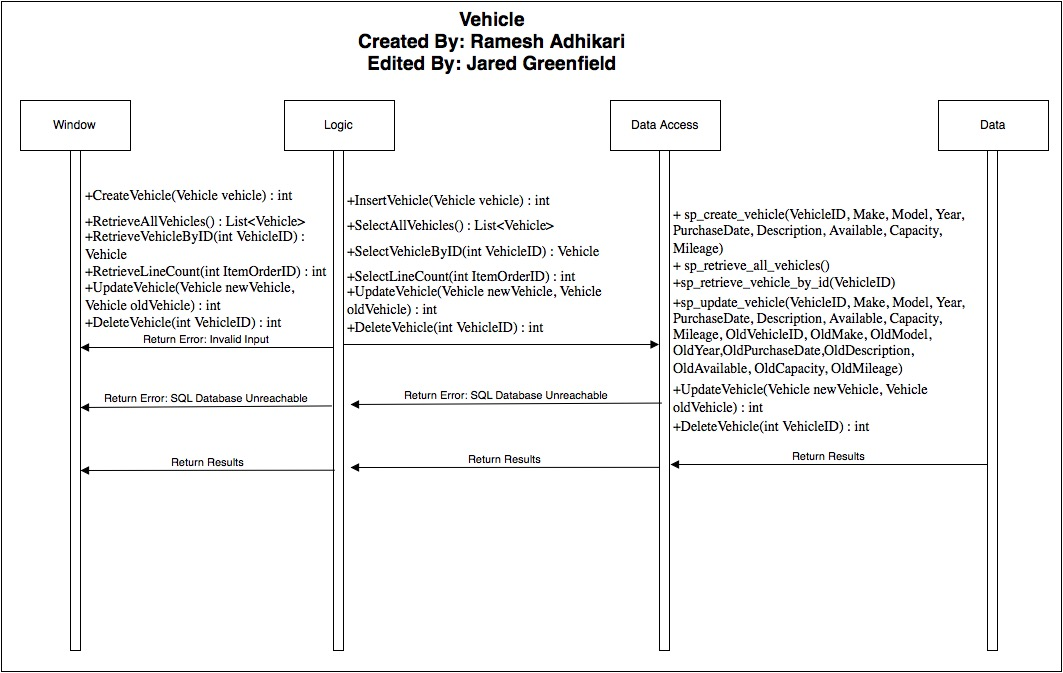 Vehicle
Created By: Ramesh Adhikari
Edited By: Jared Greenfield
Window
Logic
Data Access
Data
+CreateVehicle(Vehicle vehicle) : int
+RetrieveAllVehicles() : List<Vehicle>
+RetrieveVehicleByID(int VehicleID) :
Vehicle
+RetrieveLineCount(int ItemOrderID) : int
+UpdateVehicle(Vehicle newVehicle,
Vehicle oldVehicle) : int
+DeleteVehicle(int VehicleID) : int
Return Error: Invalid Input
Return Error: SQL Database Unreachable
Return Results
+InsertVehicle(Vehicle vehicle) : int
+SelectAllVehicles() : List<Vehicle>
+SelectVehicleByID(int VehicleID) : Vehicle
+SelectLineCount(int ItemOrderID) : int
+UpdateVehicle(Vehicle newVehicle, Vehicle
oldVehicle) : int
+DeleteVehicle(int VehicleID) : int
Return Error: SQL Database Unreachable
Return Results
+ sp_create_vehicle(VehicleID, Make, Model, Year,
PurchaseDate, Description, Available, Capacity,
Mileage)
+ sp_retrieve_all_vehicles()
+sp_retrieve_vehicle_by_id(VehicleID)
+sp_update_vehicle(VehicleID, Make, Model, Year,
PurchaseDate, Description, Available, Capacity,
Mileage, OldVehicleID, OldMake, OldModel,
OldYear,OldPurchaseDate,OldDescription,
OldAvailable, OldCapacity, OldMileage)
+UpdateVehicle(Vehicle newVehicle, Vehicle
oldVehicle) : int
+DeleteVehicle(int VehicleID) : int
Return Results